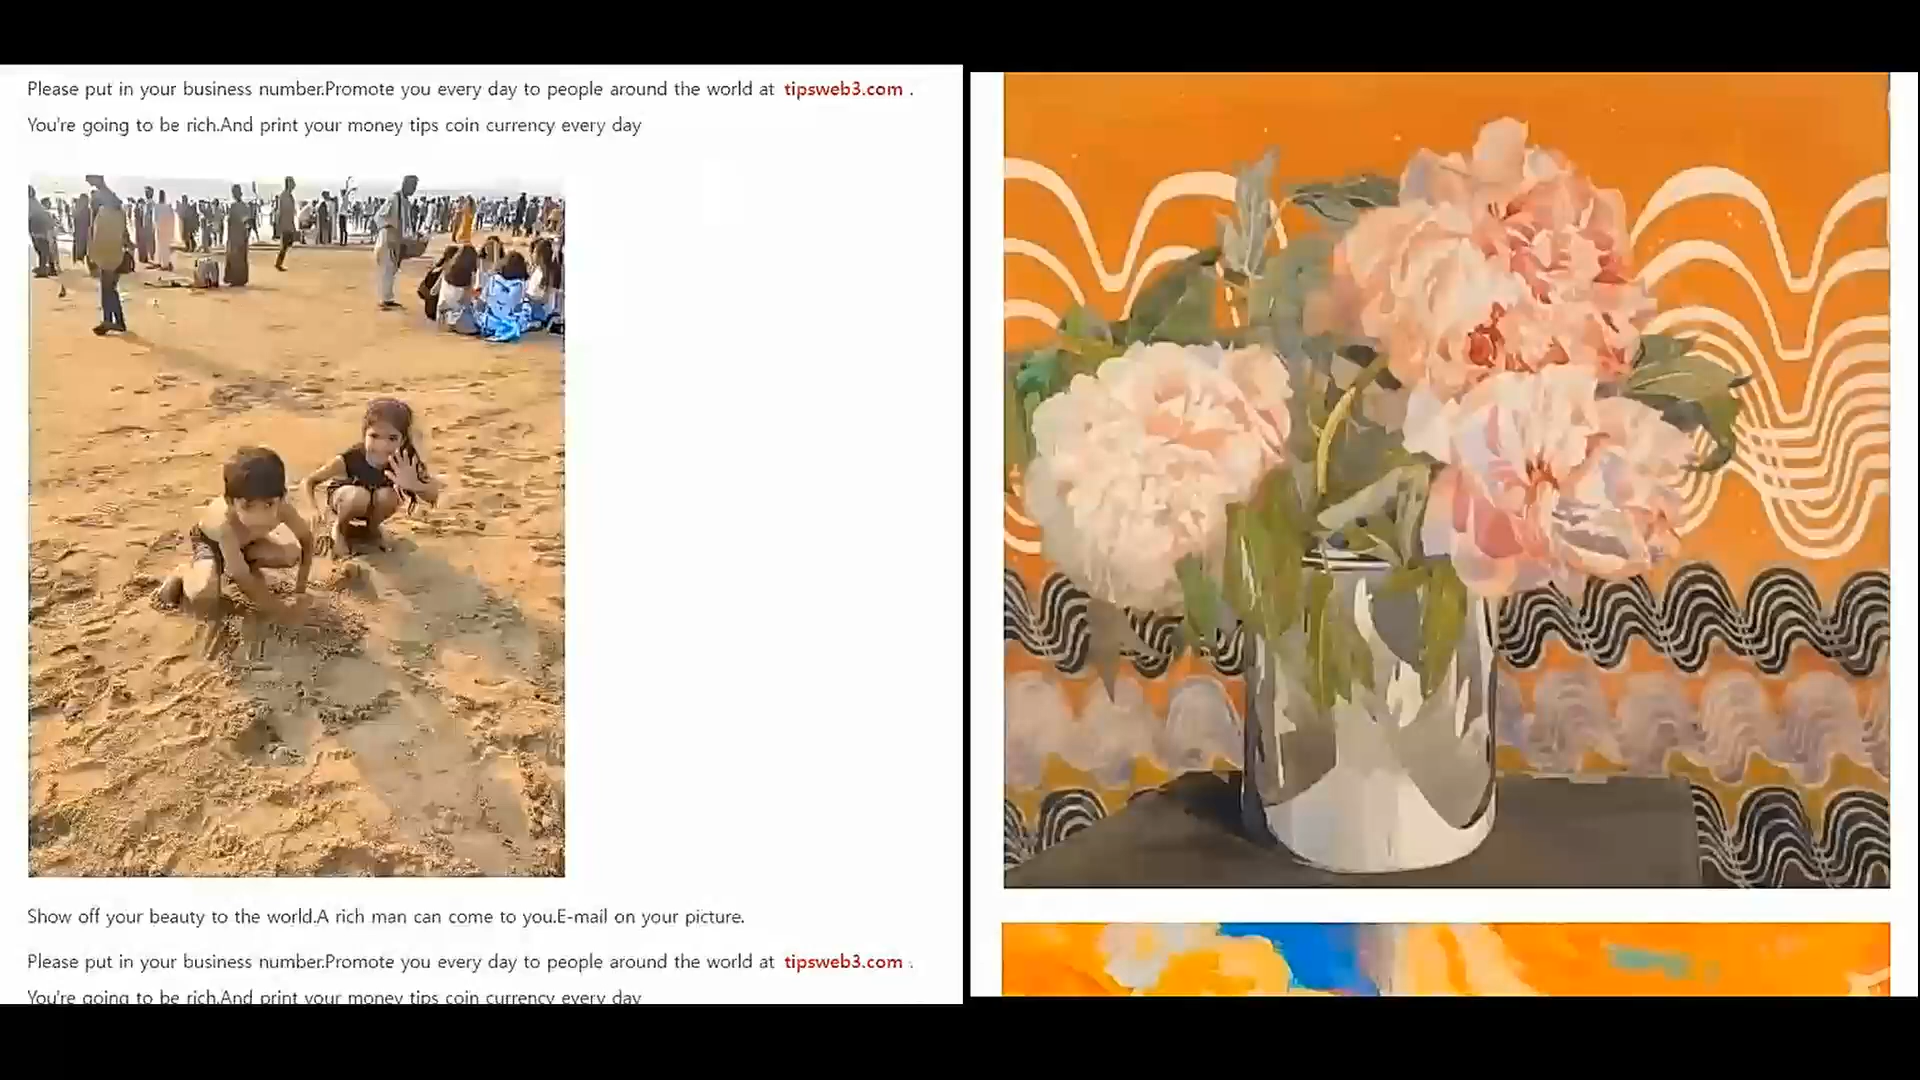 Please put in your business number.Promote you every day to people around the world at tipsweb3.com .
You're going to be rich.And print your money tips coin currency every day
Show off your beauty to the world.A rich man can come to you.E-mail on your picture.
Please put in your business number.Promote you every day to people around the world at tipsweb3.com .
You're going to be rich.And print your money tips coin currency every day